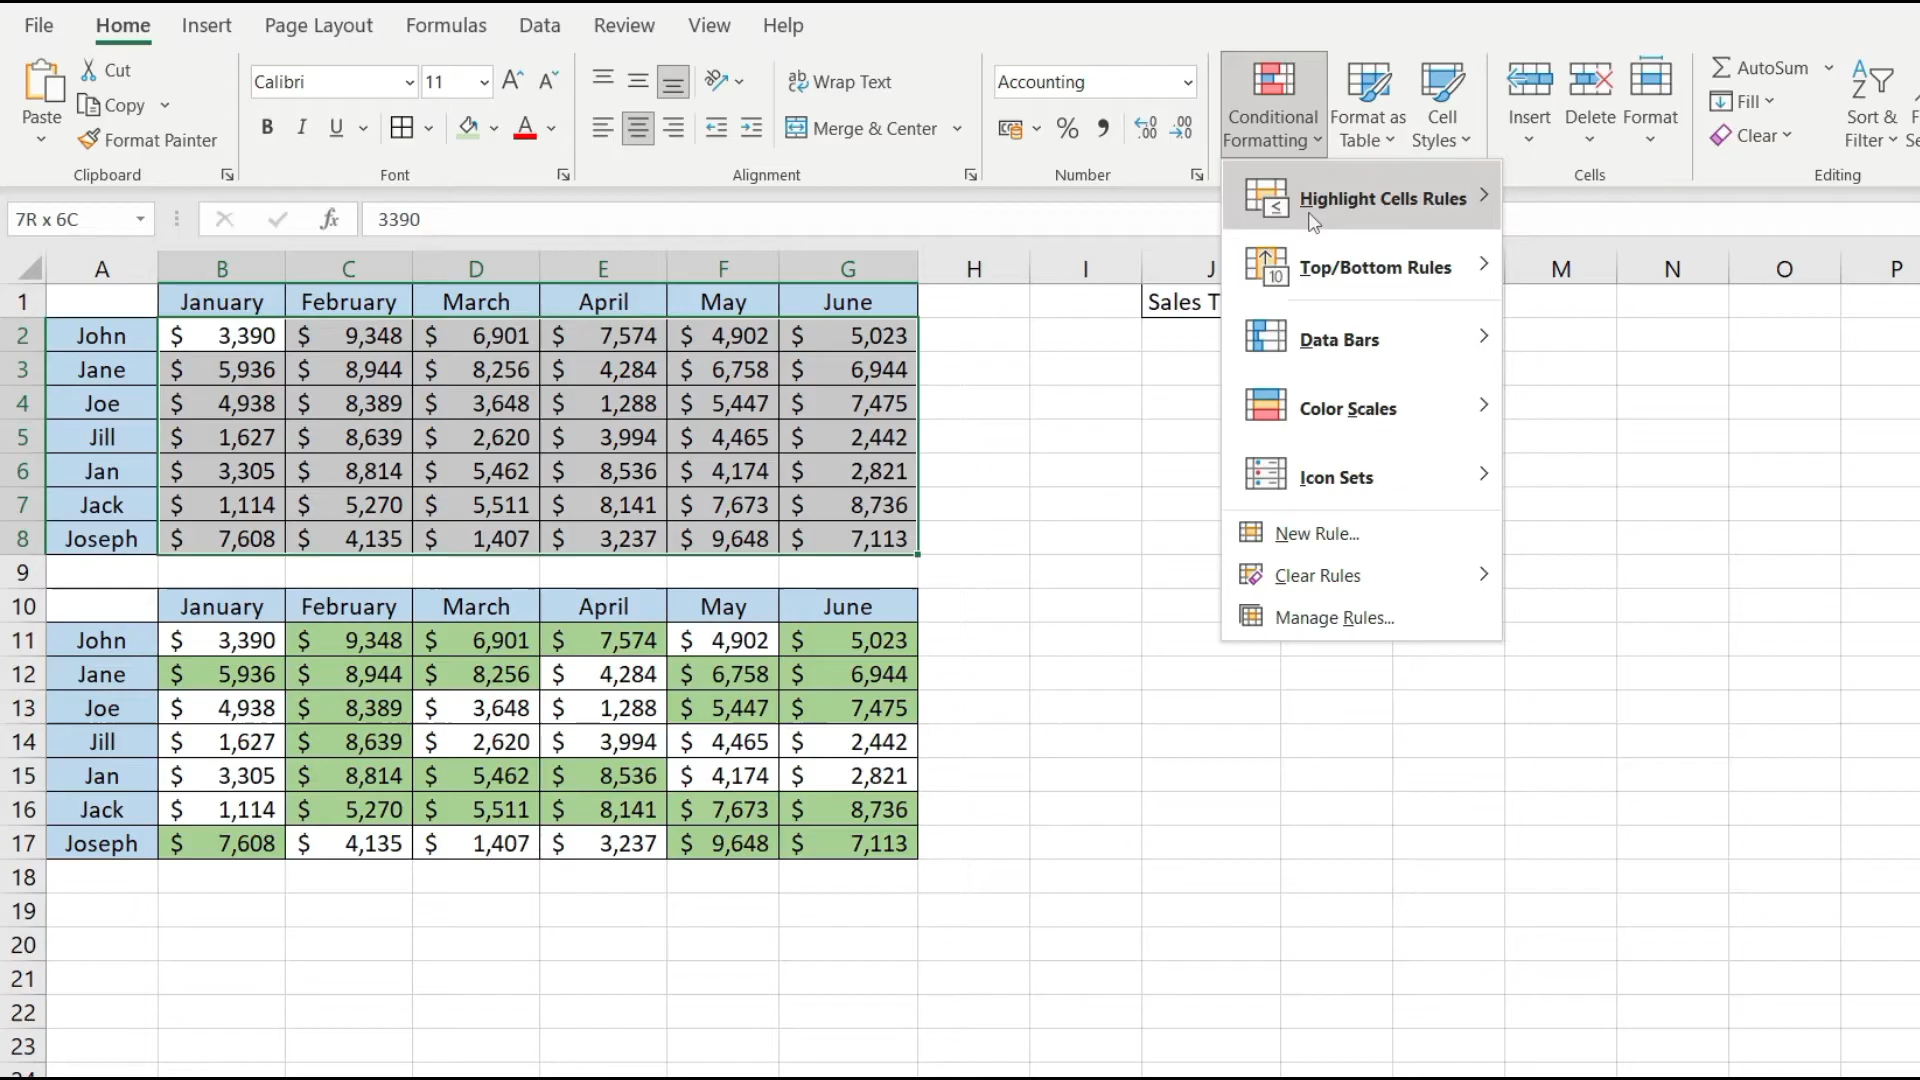 File Home Insert Page Layout Formulas Data Review View Help
Paste
Cut
Copy
Format Painter
Clipboard
Calibri 11
B I U
Font
Wrap Text
Merge & Center
Alignment
Accounting
Number
Conditional Formatting
Format as Table
Cell Styles
Insert Delete Format
Cells
AutoSum
Fill
Clear
Sort &
Filter
Editing
7R x 6C fx 3390
A B C D E F G H I J M N O P
1 January February March April May June Sales T
2 John $ 3,390 $ 9,348 $ 6,901 $ 7,574 $ 4,902 $ 5,023
3 Jane $ 5,936 $ 8,944 $ 8,256 $ 4,284 $ 6,758 $ 6,944
4 Joe $ 4,938 $ 8,389 $ 3,648 $ 1,288 $ 5,447 $ 7,475
5 Jill $ 1,627 $ 8,639 $ 2,620 $ 3,994 $ 4,465 $ 2,442
6 Jan $ 3,305 $ 8,814 $ 5,462 $ 8,536 $ 4,174 $ 2,821
7 Jack $ 1,114 $ 5,270 $ 5,511 $ 8,141 $ 7,673 $ 8,736
8 Joseph $ 7,608 $ 4,135 $ 1,407 $ 3,237 $ 9,648 $ 7,113
9
10 January February March April May June
11 John $ 3,390 $ 9,348 $ 6,901 $ 7,574 $ 4,902 $ 5,023
12 Jane $ 5,936 $ 8,944 $ 8,256 $ 4,284 $ 6,758 $ 6,944
13 Joe $ 4,938 $ 8,389 $ 3,648 $ 1,288 $ 5,447 $ 7,475
14 Jill $ 1,627 $ 8,639 $ 2,620 $ 3,994 $ 4,465 $ 2,442
15 Jan $ 3,305 $ 8,814 $ 5,462 $ 8,536 $ 4,174 $ 2,821
16 Jack $ 1,114 $ 5,270 $ 5,511 $ 8,141 $ 7,673 $ 8,736
17 Joseph $ 7,608 $ 4,135 $ 1,407 $ 3,237 $ 9,648 $ 7,113
18
19
20
21
22
23
Highlight Cells Rules
Top/Bottom Rules
Data Bars
Color Scales
Icon Sets
New Rule...
Clear Rules
Manage Rules...